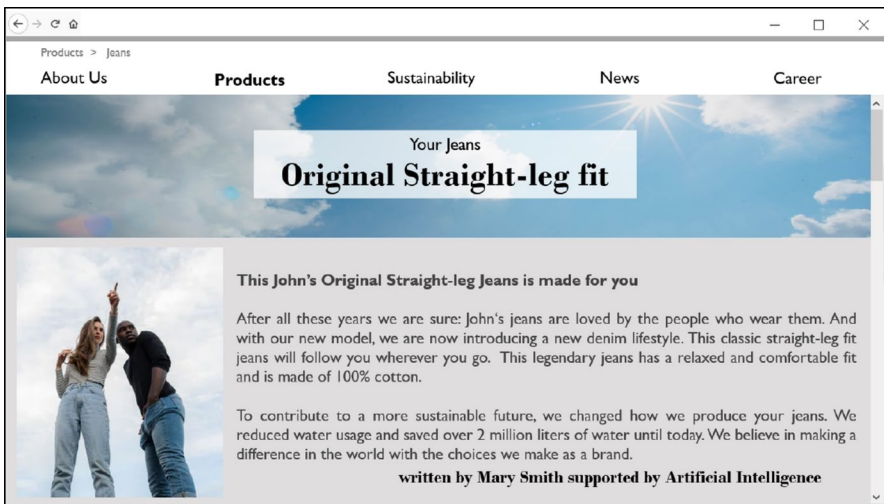 Products > Jeans
About Us Products Sustainability News Career
Your Jeans
Original Straight-leg fit
This John's Original Straight-leg Jeans is made for you
After all these years we are sure: John's jeans are loved by the people who wear them. And
with our new model, we are now introducing a new denim lifestyle. This classic straight-leg fit
jeans will follow you wherever you go. This legendary jeans has a relaxed and comfortable fit
and is made of 100% cotton.
To contribute to a more sustainable future, we changed how we produce your jeans. We
reduced water usage and saved over 2 million liters of water until today. We believe in making a
difference in the world with the choices we make as a brand.
written by Mary Smith supported by Artificial Intelligence